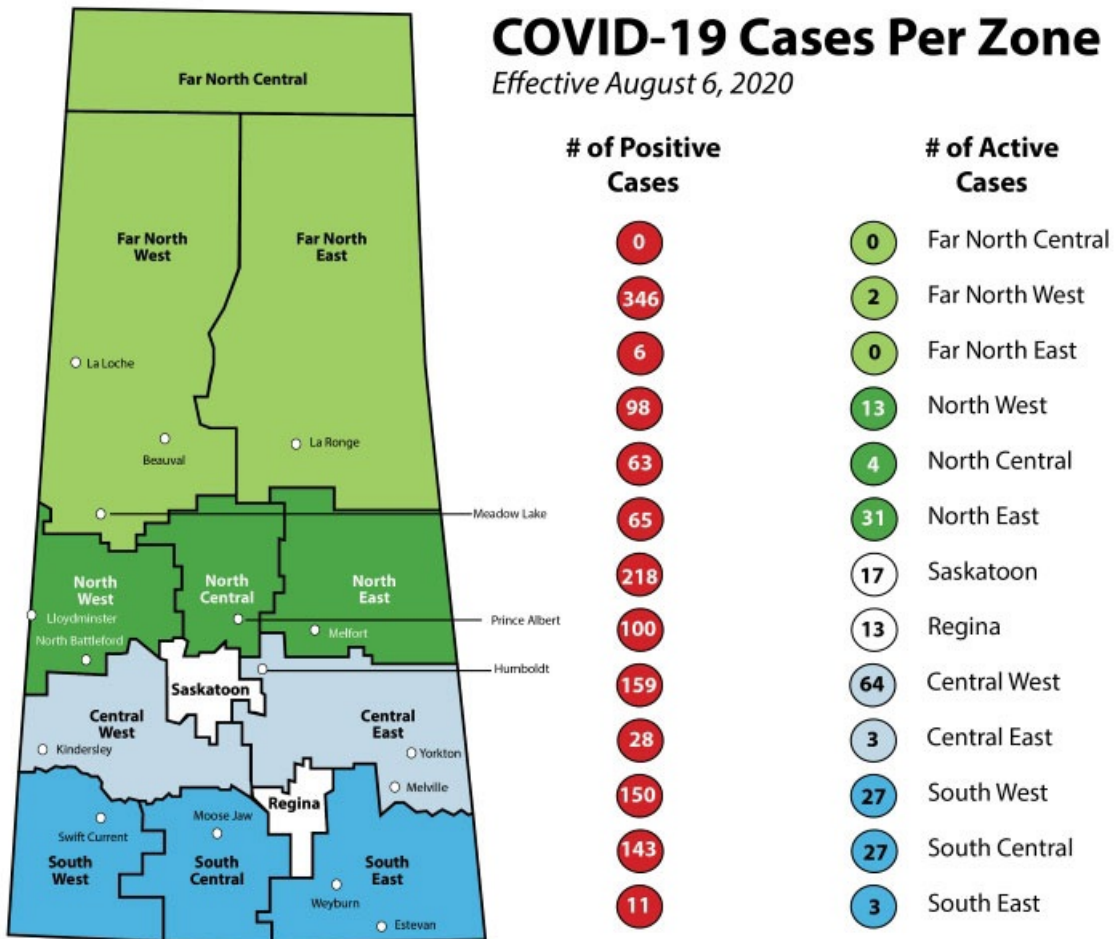 COVID-19 Cases Per Zone
Effective August 6, 2020
# of Positive
Cases
# of Active
Cases
0 0 Far North Central
346 2 Far North West
6 0 Far North East
98 13 North West
63 4 North Central
65 31 North East
218 17 Saskatoon
100 13 Regina
159 64 Central West
28 3 Central East
150 27 South West
143 27 South Central
11 3 South East
Far North Central
Far North
West
Far North
East
La Loche
Beauval
La Ronge
Meadow Lake
North
West
North
Central
North
East
Lloydminster
Prince Albert
North Battleford
Melfort
Humboldt
Saskatoon
Central
West
Central
East
Kindersley
Yorkton
Melville
Regina
Moose Jaw
Swift Current
South
West
South
Central
South
East
Weyburn
Estevan